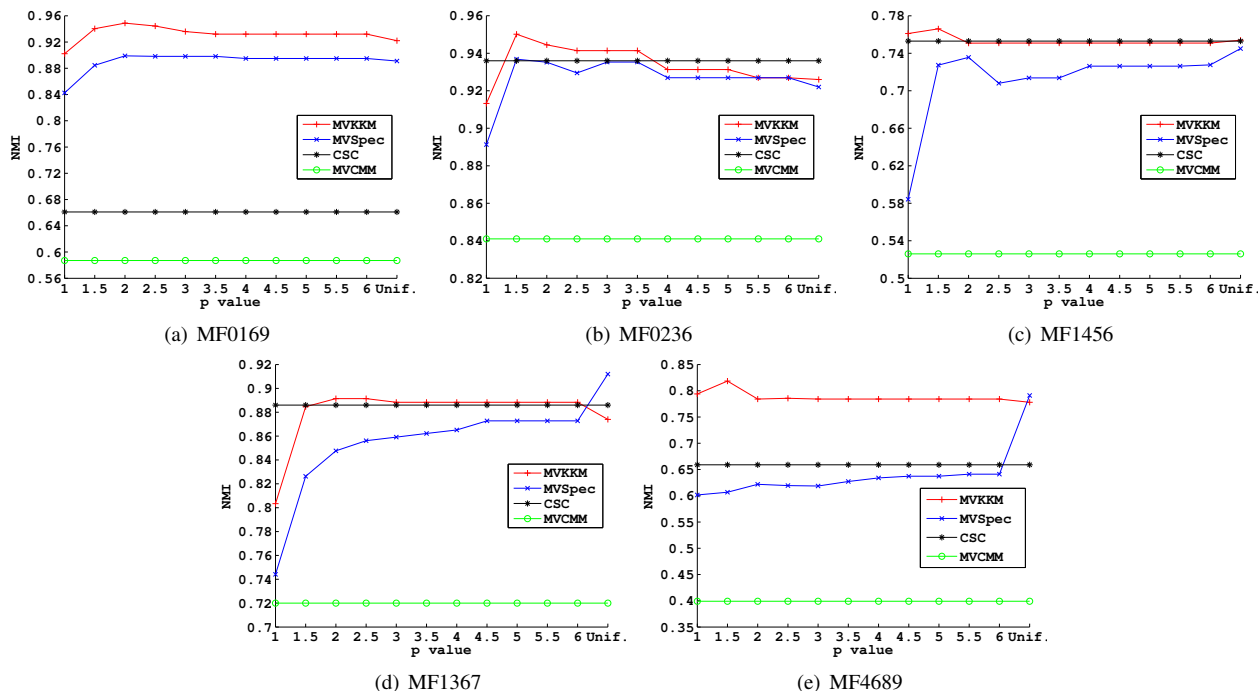 0.96
0.92
0.88
0.84
0.8
0.76
0.72
0.68
0.64
0.6
0.56
NMI
MVKKM
MVSpec
CSC
MVCMM
1 1.5 2 2.5 3 3.5 4 4.5 5 5.5 6 Unif.
p value
(a) MF0169
0.96
0.94
0.92
0.9
0.88
0.86
0.84
0.82
NMI
MVKKM
MVSpec
CSC
MVCMM
1 1.5 2 2.5 3 3.5 4 4.5 5 5.5 6 Unif.
p value
(b) MF0236
0.78
0.74
0.7
0.66
0.62
0.58
0.54
0.5
NMI
MVKKM
MVSpec
CSC
MVCMM
1 1.5 2 2.5 3 3.5 4 4.5 5 5.5 6 Unif.
p value
(c) MF1456
0.92
0.9
0.88
0.86
0.84
0.82
0.8
0.78
0.76
0.74
0.72
0.7
NMI
MVKKM
MVSpec
CSC
MVCMM
1 1.5 2 2.5 3 3.5 4 4.5 5 5.5 6 Unif.
p value
(d) MF1367
0.85
0.8
0.75
0.7
0.65
0.6
0.55
0.5
0.45
0.4
0.35
NMI
MVKKM
MVSpec
CSC
MVCMM
1 1.5 2 2.5 3 3.5 4 4.5 5 5.5 6 Unif.
p value
(e) MF4689